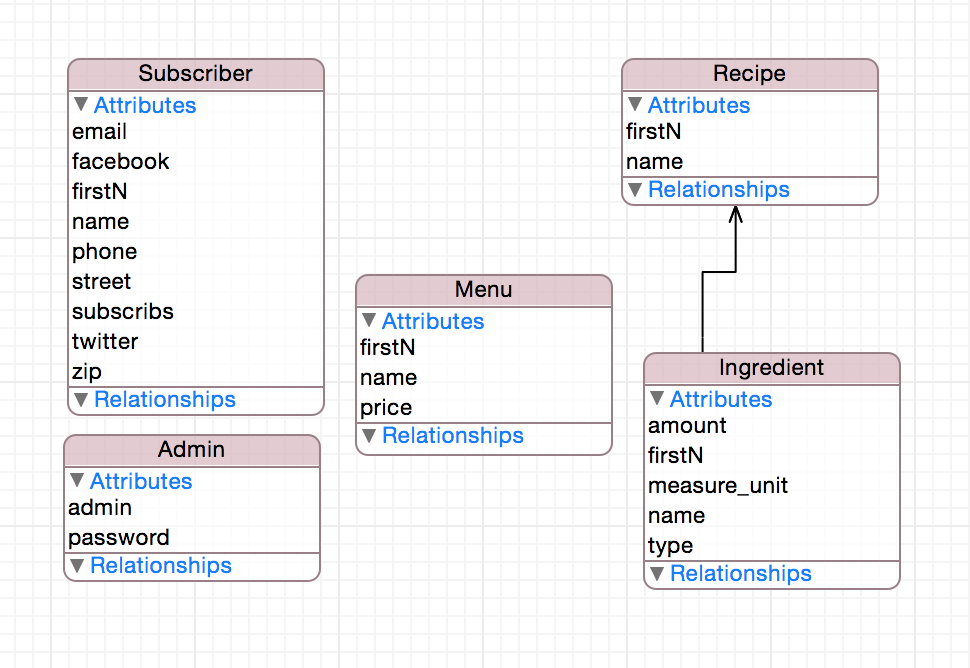 Subscriber
Attributes
email
facebook
firstN
name
phone
street
subscribs
twitter
zip
Relationships
Admin
Attributes
admin
password
Relationships
Menu
Attributes
firstN
name
price
Relationships
Recipe
Attributes
firstN
name
Relationships
Ingredient
Attributes
amount
firstN
measure_unit
name
type
Relationships